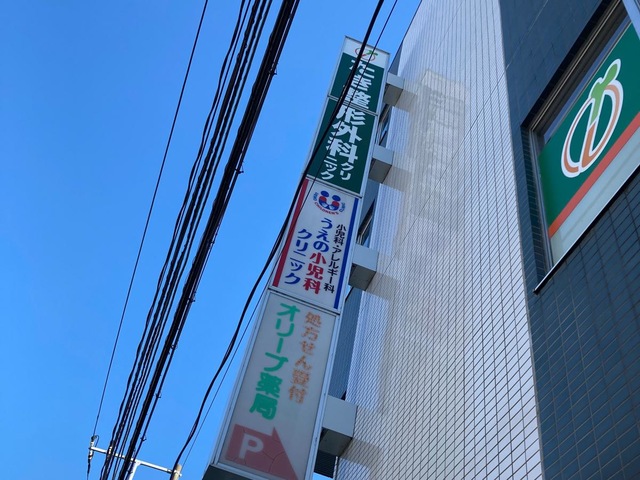 たき整形外科クリニック
小児科・アレルギー科
うえの小児科
クリニック
処方せん受付
オリーブ薬局
P